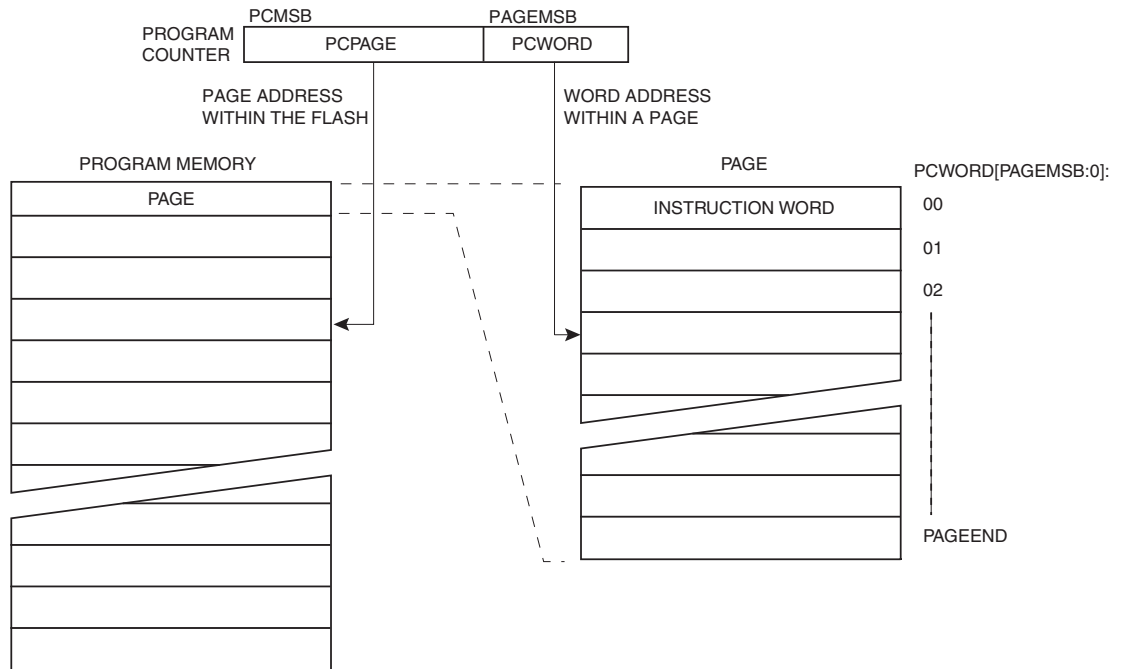 PCMSB
PAGEMSB
PROGRAM
COUNTER
PCPAGE
PCWORD
PAGE ADDRESS
WITHIN THE FLASH
WORD ADDRESS
WITHIN A PAGE
PROGRAM MEMORY
PAGE
PAGE
PCWORD[PAGEMSB:0]:
INSTRUCTION WORD
00
01
02
PAGEEND